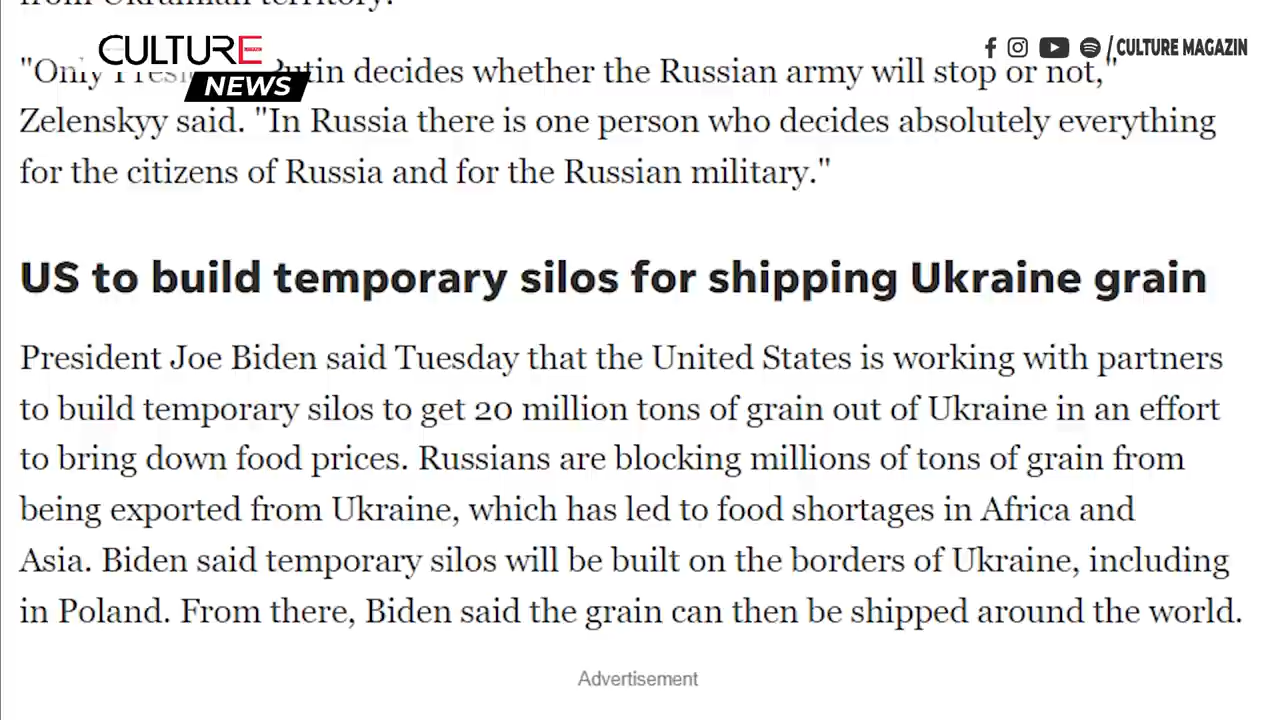 from Ukrainian territory.
CULTURE
NEWS
/CULTURE MAGAZIN
"Only President Putin decides whether the Russian army will stop or not,"
Zelenskyy said. "In Russia there is one person who decides absolutely everything
for the citizens of Russia and for the Russian military."
US to build temporary silos for shipping Ukraine grain
President Joe Biden said Tuesday that the United States is working with partners
to build temporary silos to get 20 million tons of grain out of Ukraine in an effort
to bring down food prices. Russians are blocking millions of tons of grain from
being exported from Ukraine, which has led to food shortages in Africa and
Asia. Biden said temporary silos will be built on the borders of Ukraine, including
in Poland. From there, Biden said the grain can then be shipped around the world.
Advertisement